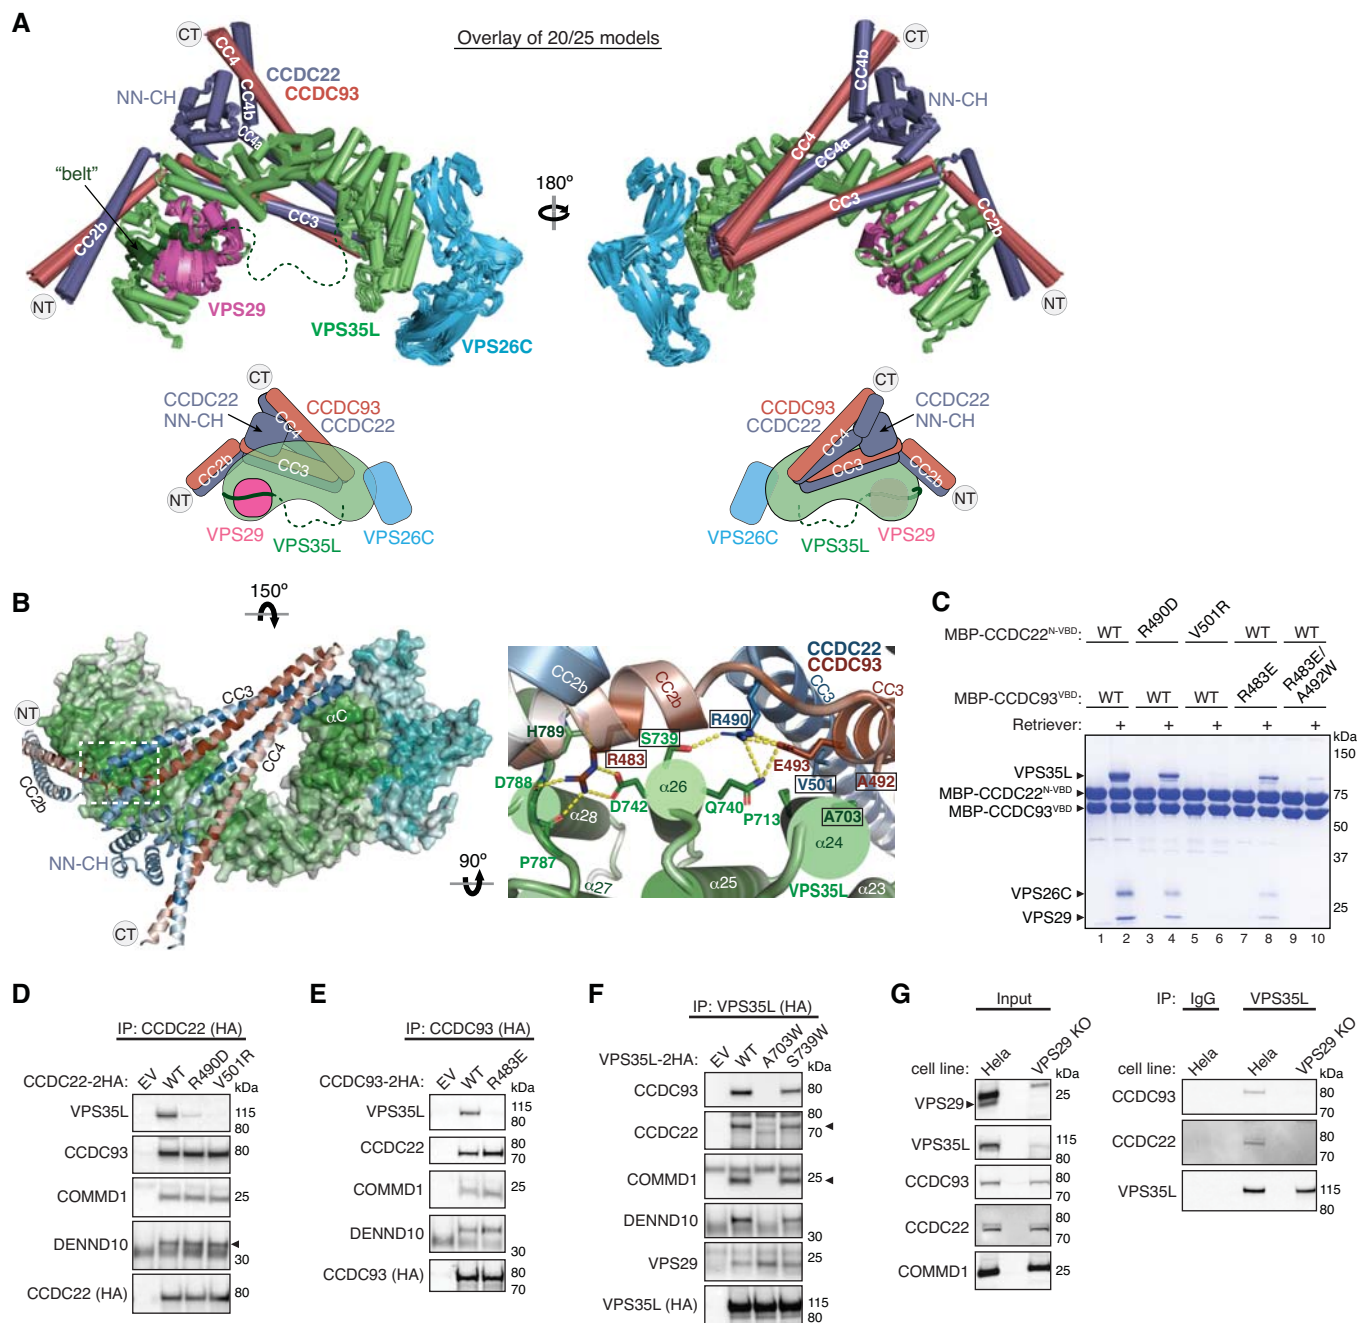 A
Overlay of 20/25 models
CT
CC4
CCDC22
CCDC93
NN-CH
CC4b
CC4a
"belt"
CC3
CC2b
NT
VPS29
VPS35L
VPS26C
180º
CT
CC4b
NN-CH
CC4
CC4a
CC3
CC2b
NT
CT
CCDC22
NN-CH
CCDC93
CCDC22
CC4
CC3
CC2b
NT
VPS29
VPS35L
VPS26C
CT
CCDC93
CCDC22
CCDC22
NN-CH
CC4
CC3
CC2b
NT
VPS26C
VPS35L
VPS29
B
150º
NT
CC3
αC
CC4
CC2b
NN-CH
CT
90º
CCDC22
CCDC93
CC2b
CC2b
CC3
CC3
H789
S739
R490
R483
E493
D788
V501
A492
α26
D742
Q740
P713
A703
α28
α24
P787
α27
α25
VPS35L
α23
C
MBP-CCDC22N-VBD: WT R490D V501R WT WT
MBP-CCDC93VBD: WT WT WT R483E R483E/A492W
Retriever: + + + + +
kDa
150
VPS35L
MBP-CCDC22N-VBD 75
MBP-CCDC93VBD
50
37
VPS26C
25
VPS29
1 2 3 4 5 6 7 8 9 10
D
IP: CCDC22 (HA)
CCDC22-2HA: EV WT R490D V501R
kDa
VPS35L 115
80
CCDC93 80
COMMD1 25
DENND10
30
CCDC22 (HA) 80
E
IP: CCDC93 (HA)
CCDC93-2HA: EV WT R483E
kDa
VPS35L 115
80
CCDC22 80
70
COMMD1 25
DENND10
30
CCDC93 (HA) 80
70
F
IP: VPS35L (HA)
VPS35L-2HA: EV WT A703W S739W
kDa
CCDC93 80
80
CCDC22 70
COMMD1 25
DENND10
30
VPS29 25
VPS35L (HA) 115
80
G
Input
cell line: Hela VPS29 KO
kDa
25
VPS29
VPS35L 115
80
CCDC93 80
70
CCDC22 80
70
COMMD1 25
IP: IgG VPS35L
cell line: Hela Hela VPS29 KO
kDa
CCDC93 80
70
CCDC22 80
70
VPS35L 115
80